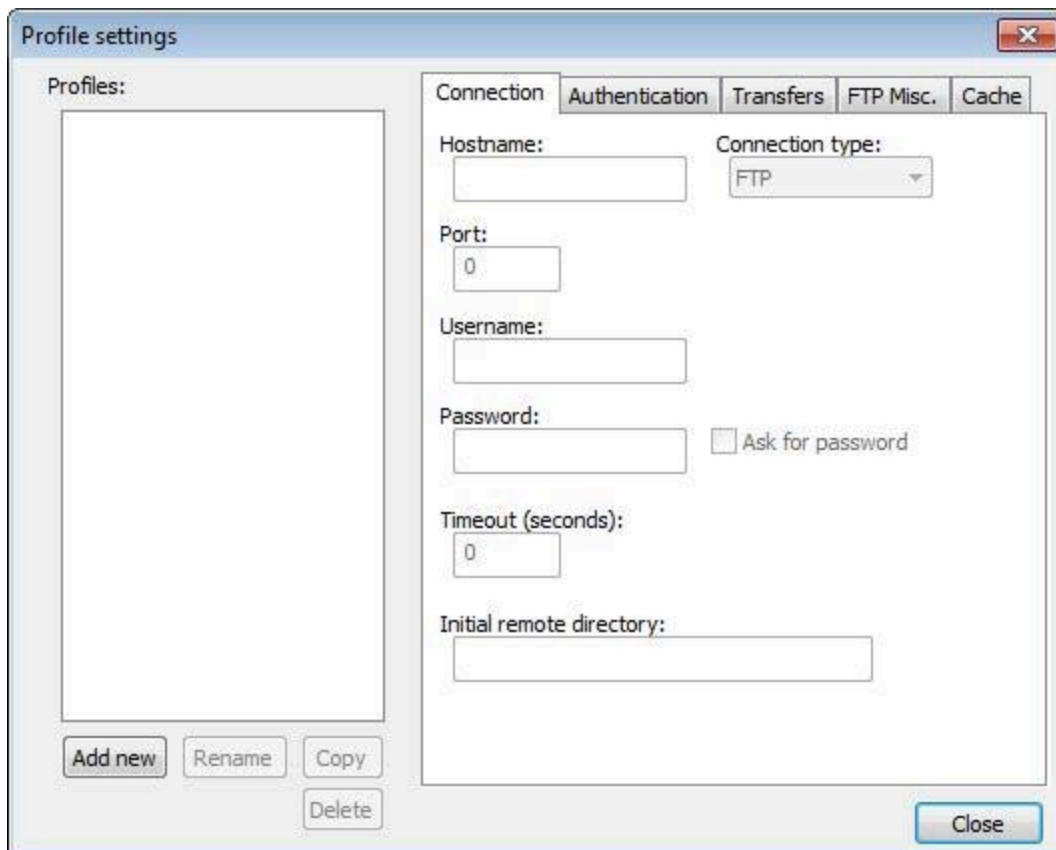 Profile settings
Profiles:
Connection Authentication Transfers FTP Misc. Cache
Hostname: Connection type:
FTP
Port:
0
Username:
Password:
Ask for password
Timeout (seconds):
0
Initial remote directory:
Add new Rename Copy
Delete
Close